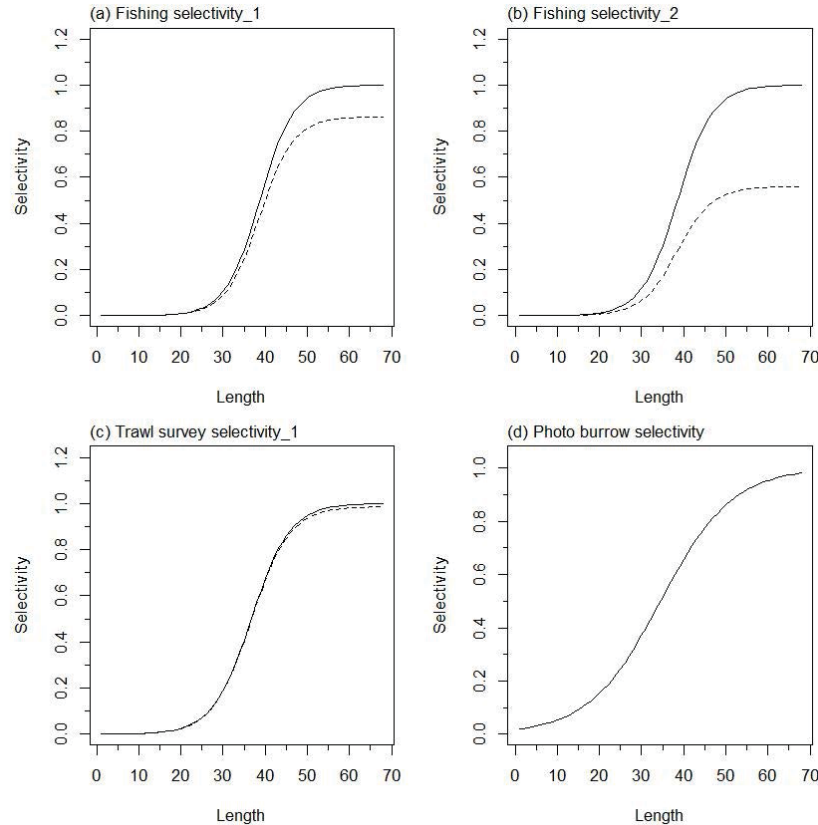 (a) Fishing selectivity_1
(b) Fishing selectivity_2
Selectivity
0.0 0.2 0.4 0.6 0.8 1.0 1.2
0 10 20 30 40 50 60 70
Length
Selectivity
0.0 0.2 0.4 0.6 0.8 1.0 1.2
0 10 20 30 40 50 60 70
Length
(c) Trawl survey selectivity_1
(d) Photo burrow selectivity
Selectivity
0.0 0.2 0.4 0.6 0.8 1.0 1.2
0 10 20 30 40 50 60 70
Length
Selectivity
0.0 0.2 0.4 0.6 0.8 1.0
0 10 20 30 40 50 60 70
Length